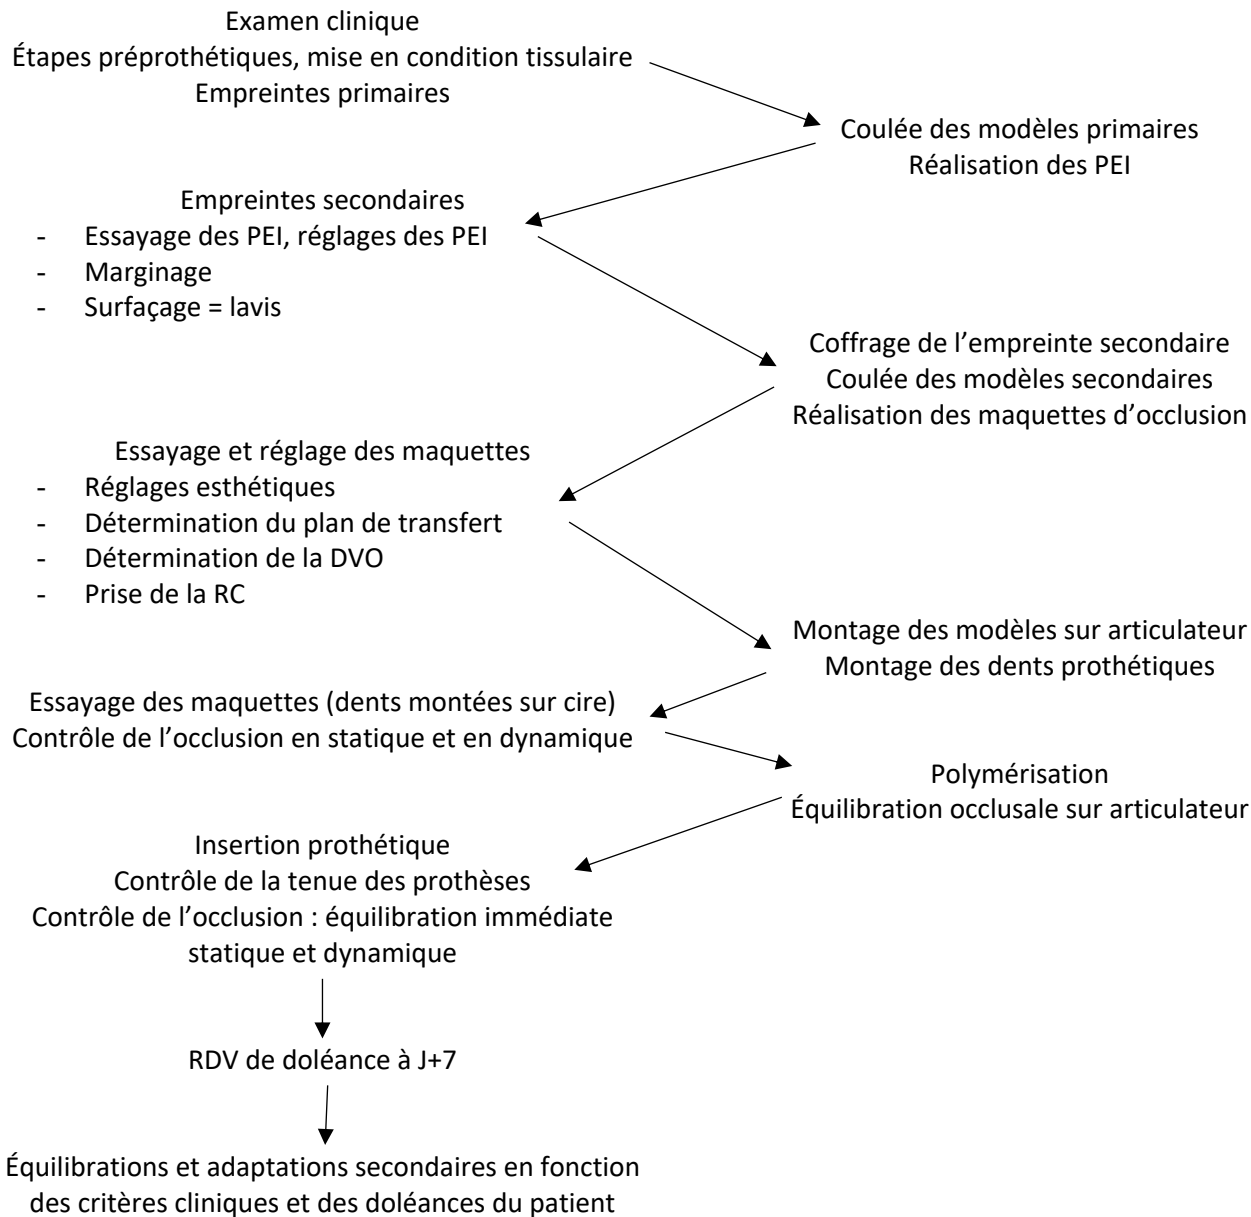 Examen clinique
Étapes préprothétiques, mise en condition tissulaire
Empreintes primaires
Coulée des modèles primaires
Réalisation des PEI
Empreintes secondaires
- Essayage des PEI, réglages des PEI
- Marginage
- Surfaçage = lavis
Coffrage de l’empreinte secondaire
Coulée des modèles secondaires
Réalisation des maquettes d’occlusion
Essayage et réglage des maquettes
- Réglages esthétiques
- Détermination du plan de transfert
- Détermination de la DVO
- Prise de la RC
Montage des modèles sur articulateur
Montage des dents prothétiques
Essayage des maquettes (dents montées sur cire)
Contrôle de l’occlusion en statique et en dynamique
Polymérisation
Équilibration occlusale sur articulateur
Insertion prothétique
Contrôle de la tenue des prothèses
Contrôle de l’occlusion : équilibration immédiate
statique et dynamique
RDV de doléance à J+7
Équilibrations et adaptations secondaires en fonction
des critères cliniques et des doléances du patient